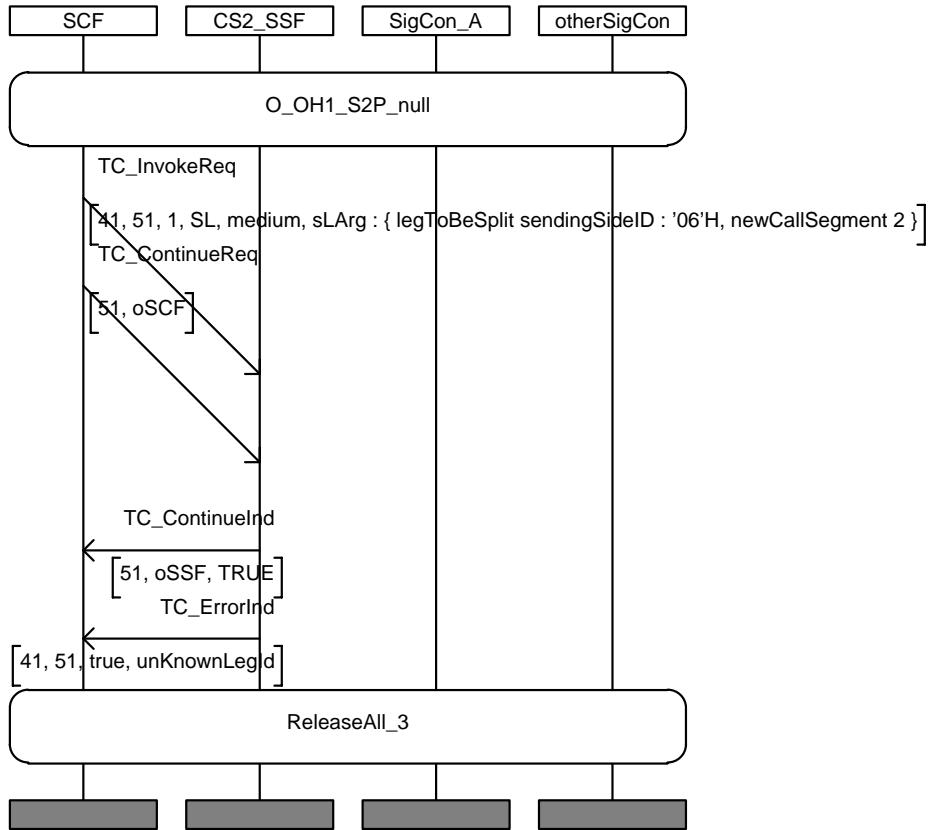 SCF CS2_SSF SigCon_A otherSigCon
O_OH1_S2P_null
TC_InvokeReq
41, 51, 1, SL, medium, sLArg : { legToBeSplit sendingSideID : ’06’H, newCallSegment 2 }
TC_ContinueReq
51, oSCF
TC_ContinueInd
51, oSSF, TRUE
TC_ErrorInd
41, 51, true, unKnownLegId
ReleaseAll_3